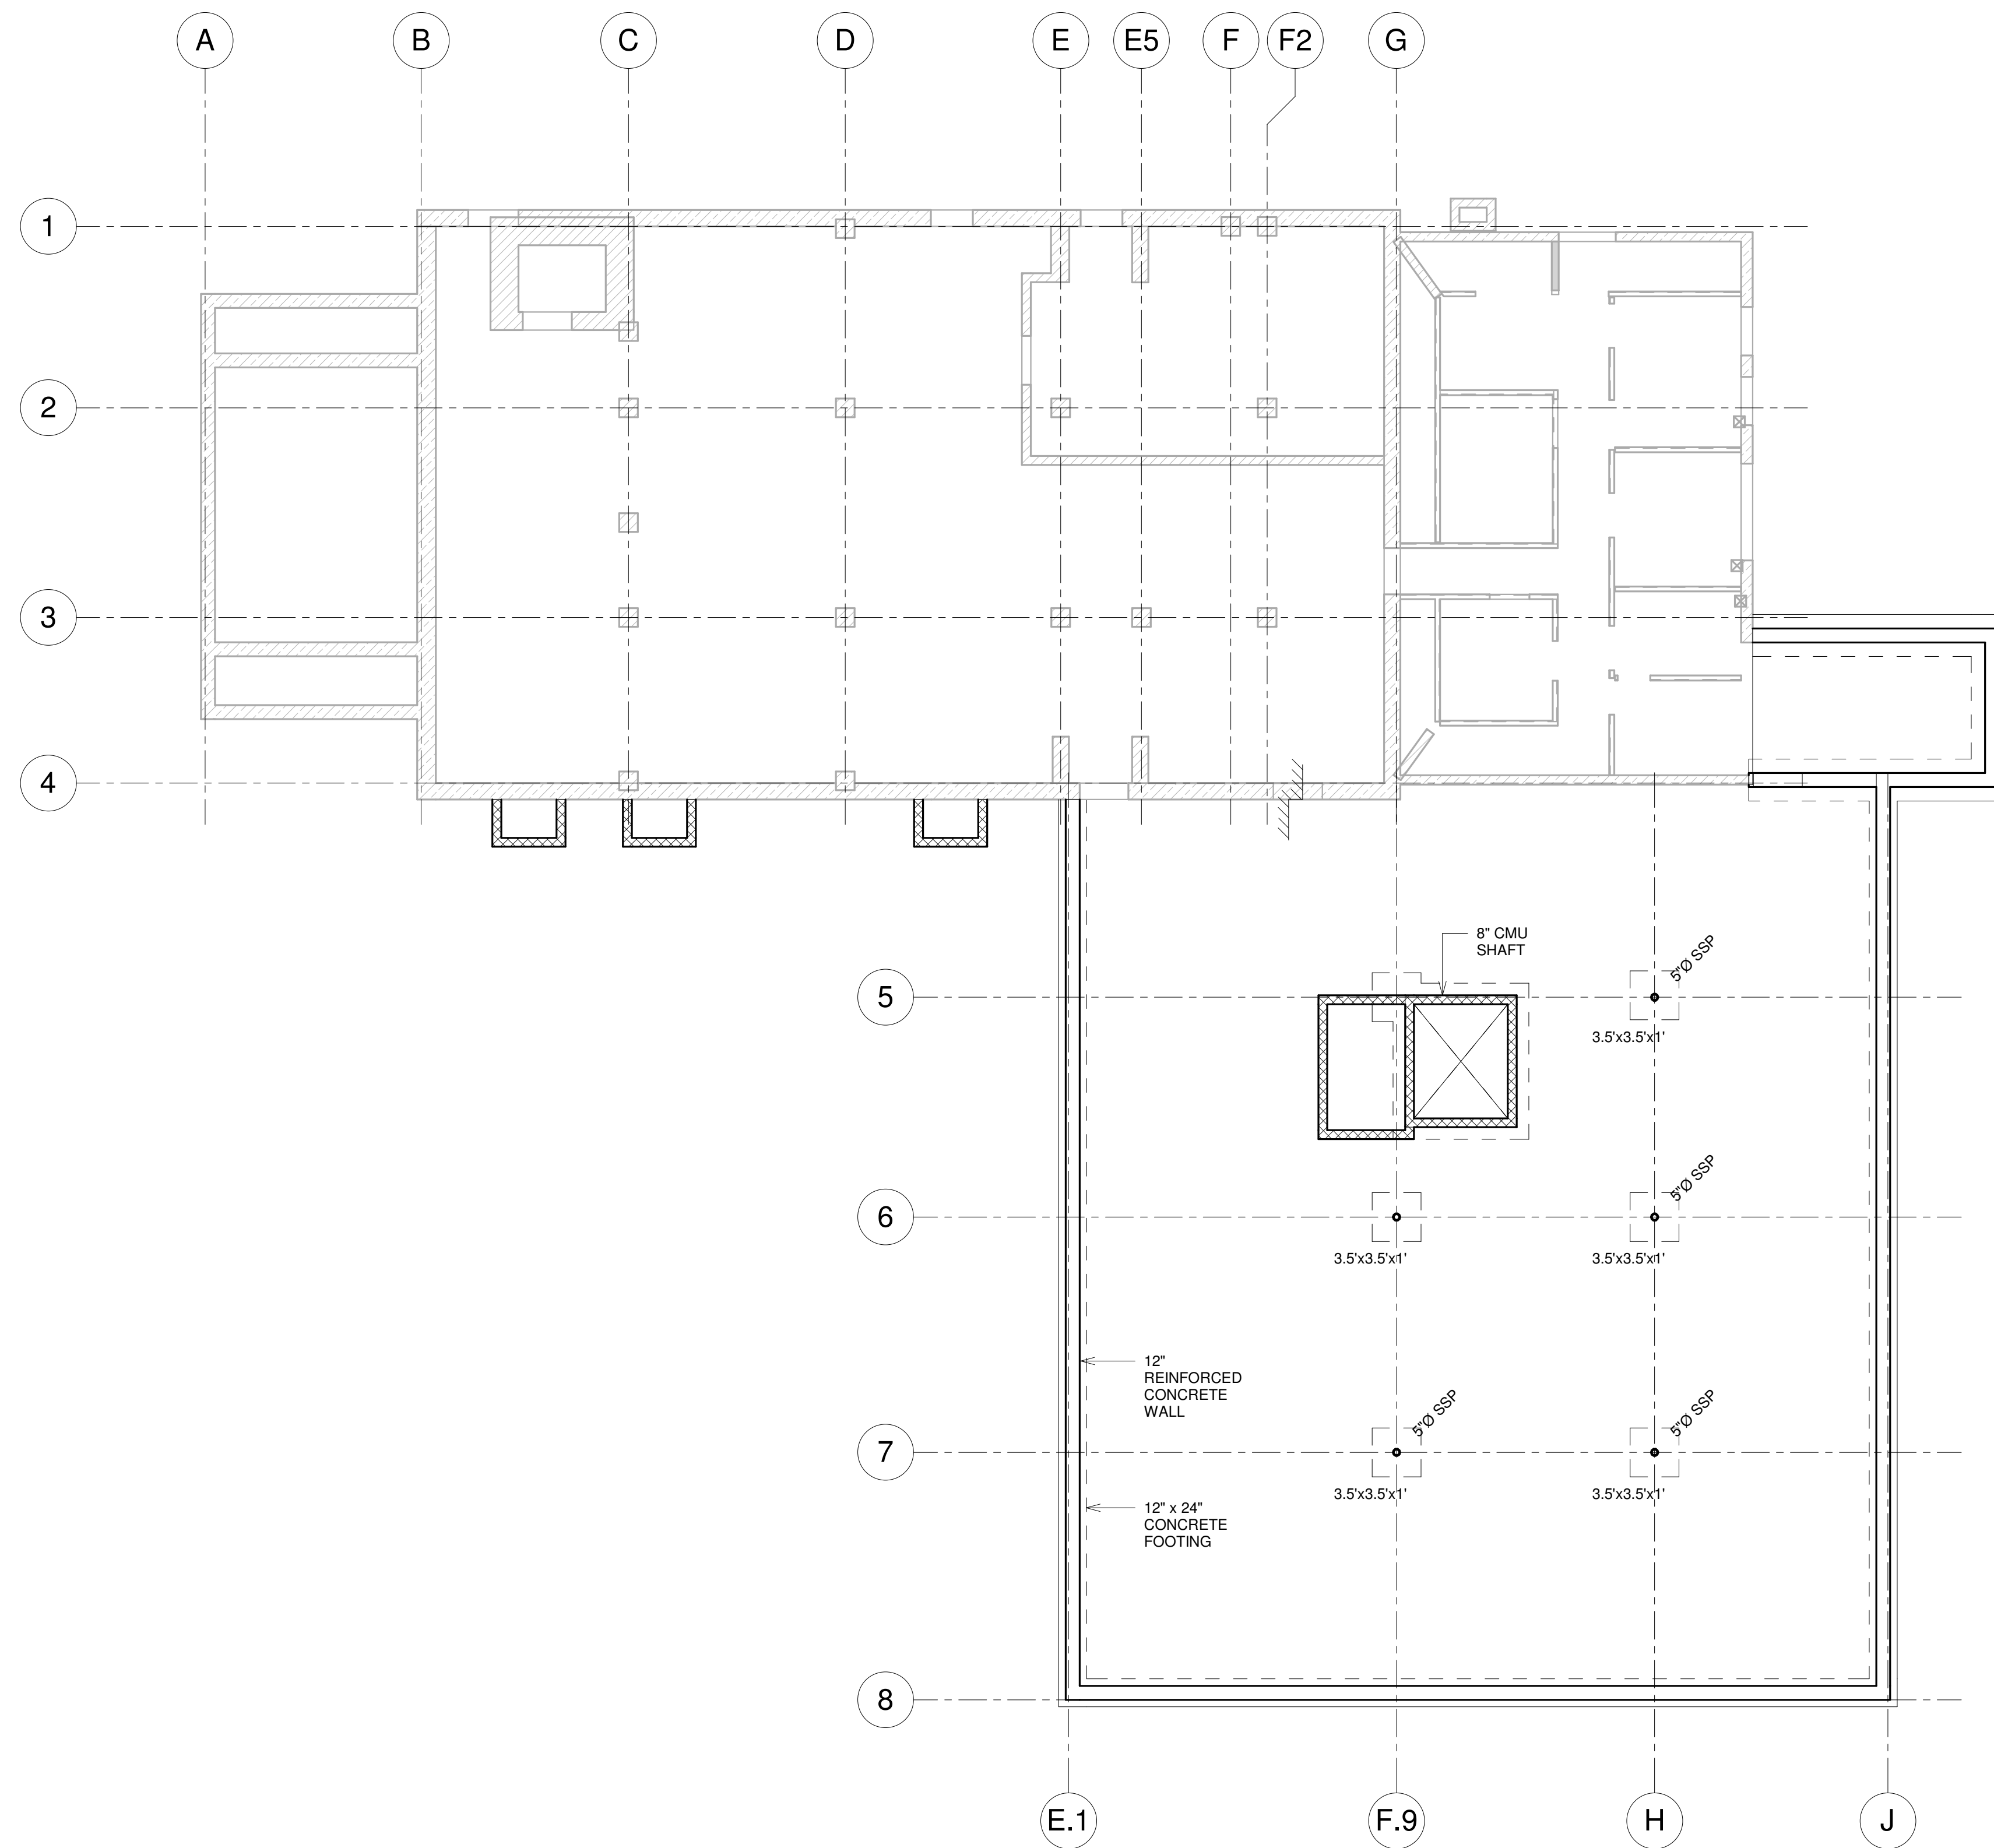 A B C D E E5 F F2 G
1
2
3
4
8" CMU
SHAFT
5"Ø SSP
5
3.5'x3.5'x1'
5"Ø SSP
6
3.5'x3.5'x1' 3.5'x3.5'x1'
12"
REINFORCED
CONCRETE
WALL
5"Ø SSP 5"Ø SSP
7
3.5'x3.5'x1' 3.5'x3.5'x1'
12" x 24"
CONCRETE
FOOTING
8
E.1 F.9 H J